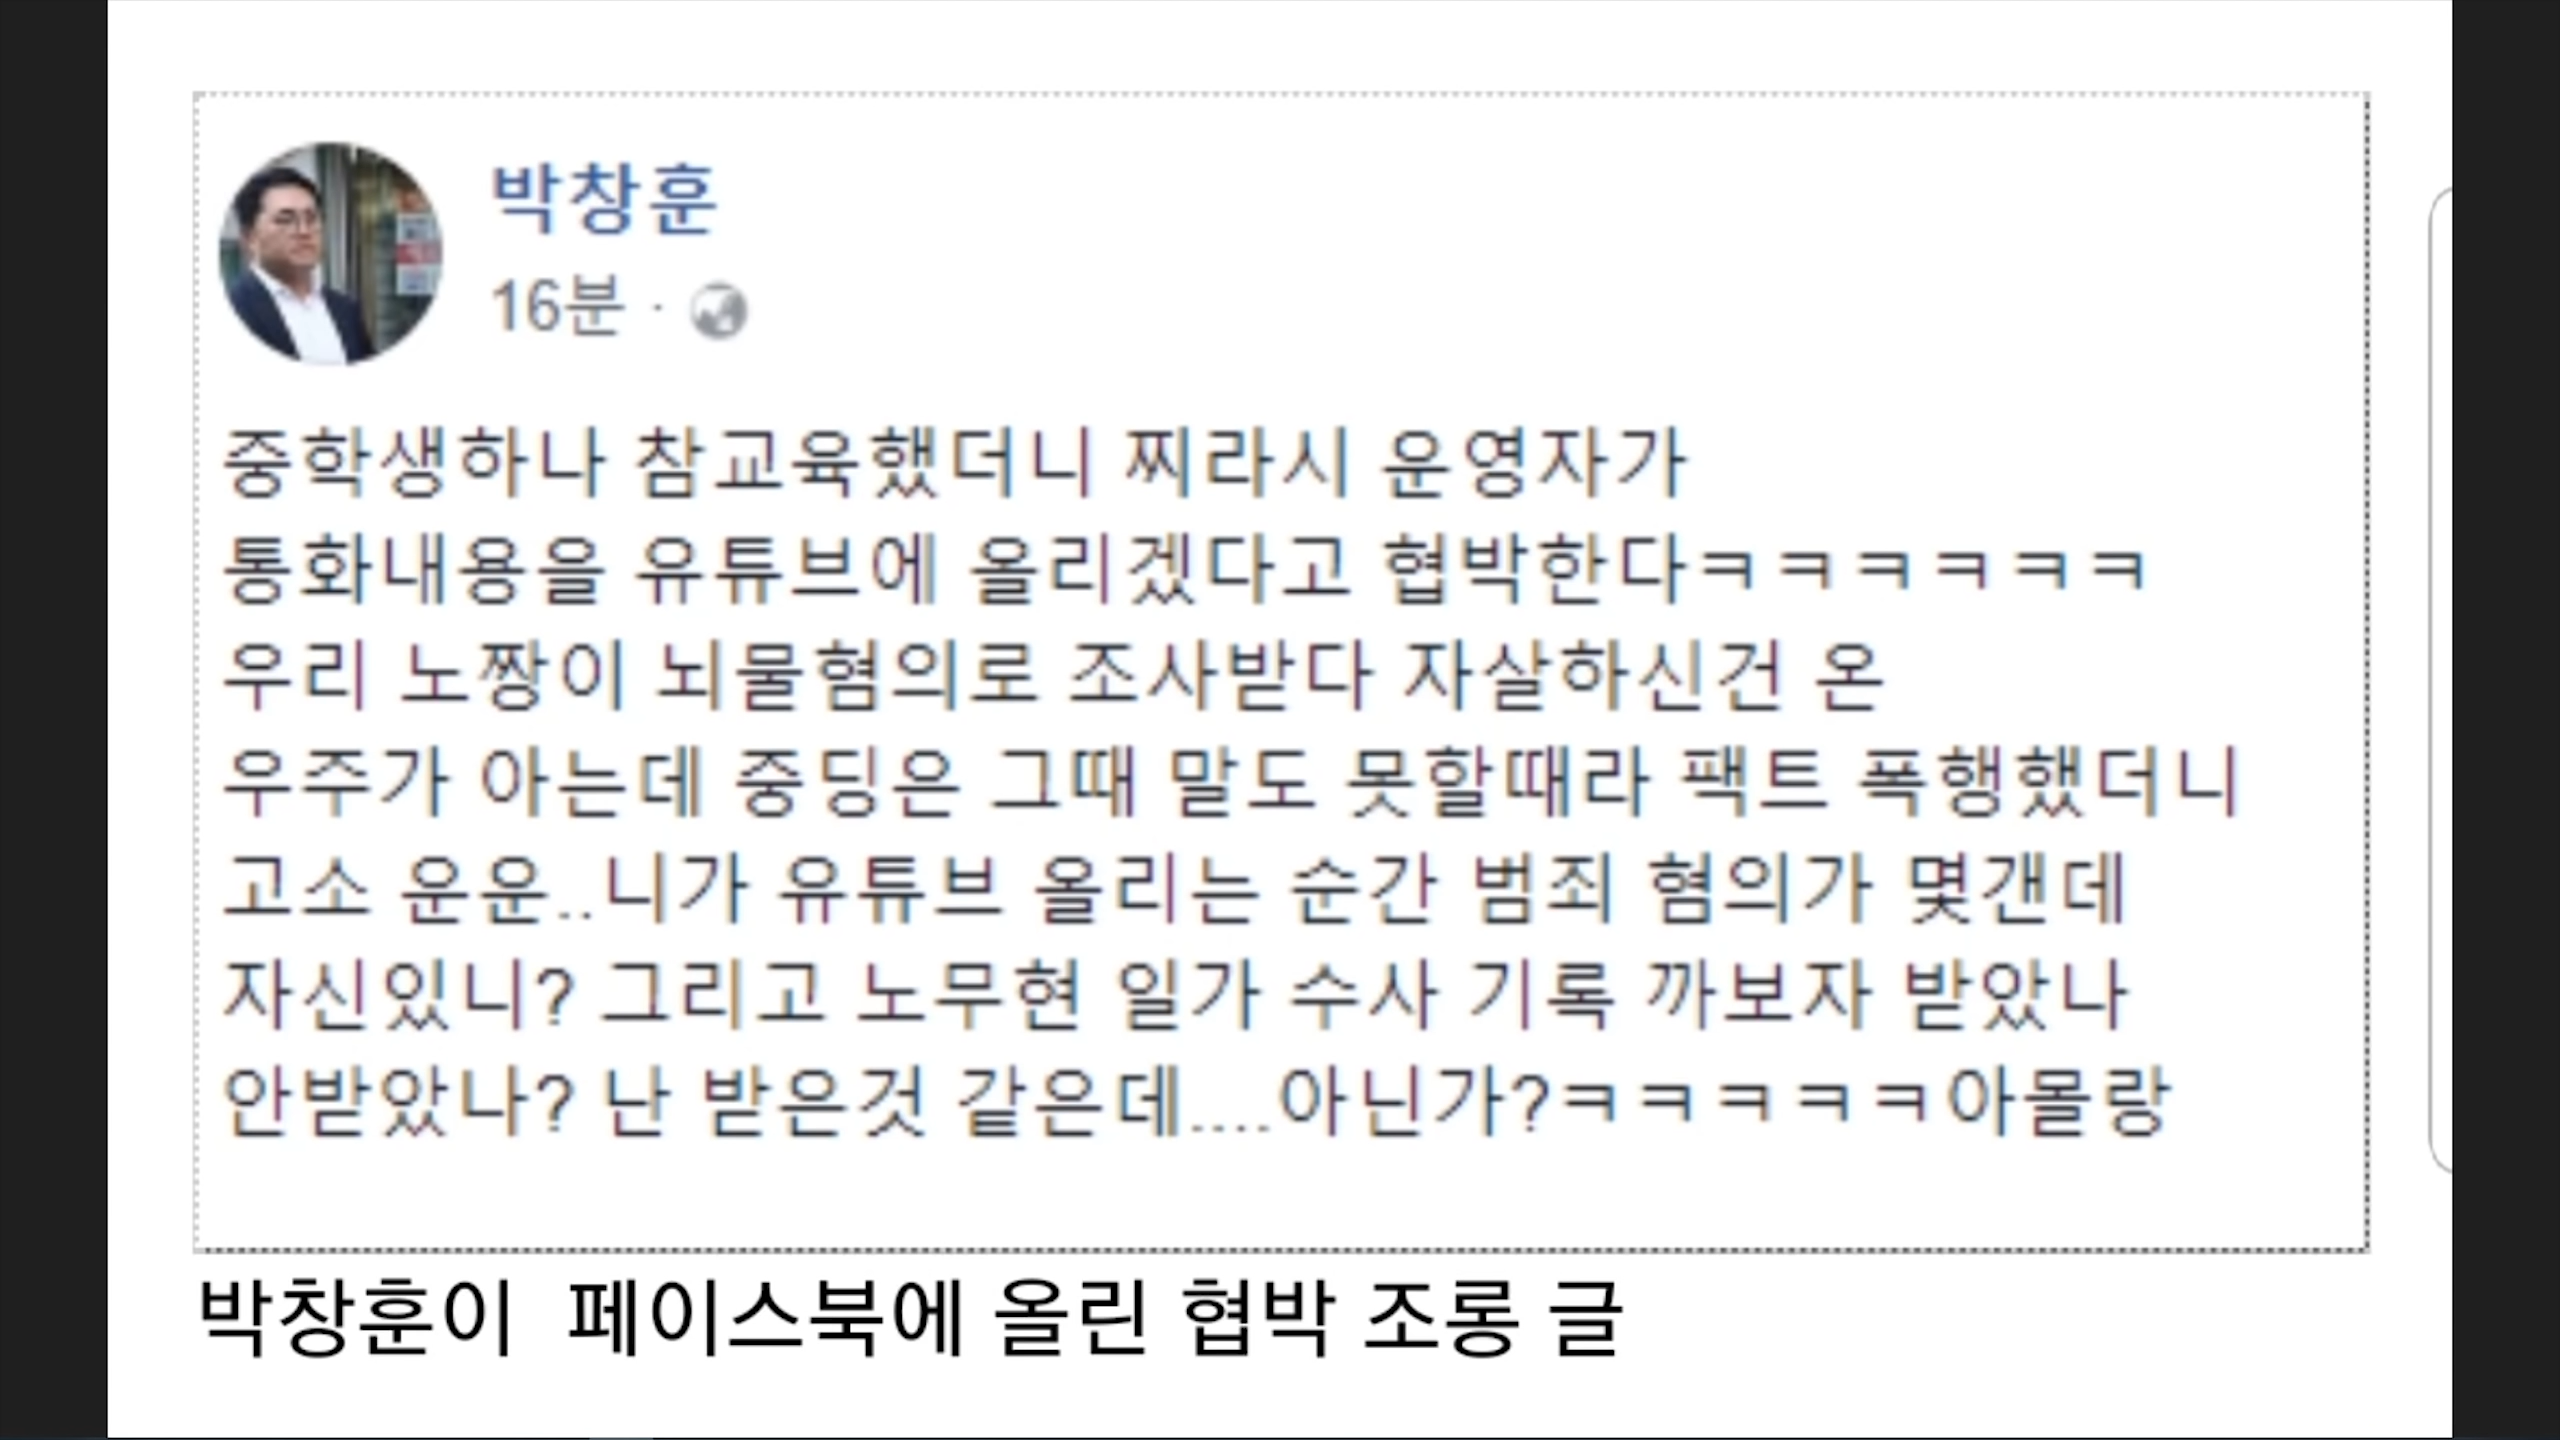 박창훈
16분 ·
중학생하나 참교육했더니 찌라시 운영자가
통화내용을 유튜브에 올리겠다고 협박한다ㅋㅋㅋㅋㅋㅋ
우리 노짱이 뇌물혐의로 조사받다 자살하신건 온
우주가 아는데 중딩은 그때 말도 못할때라 팩트 폭행했더니
고소 운운..니가 유튜브 올리는 순간 범죄 혐의가 몇갠데
자신있니? 그리고 노무현 일가 수사 기록 까보자 받았나
안받았나? 난 받은것 같은데....아닌가?ㅋㅋㅋㅋㅋ아몰랑
박창훈이 페이스북에 올린 협박 조롱 글